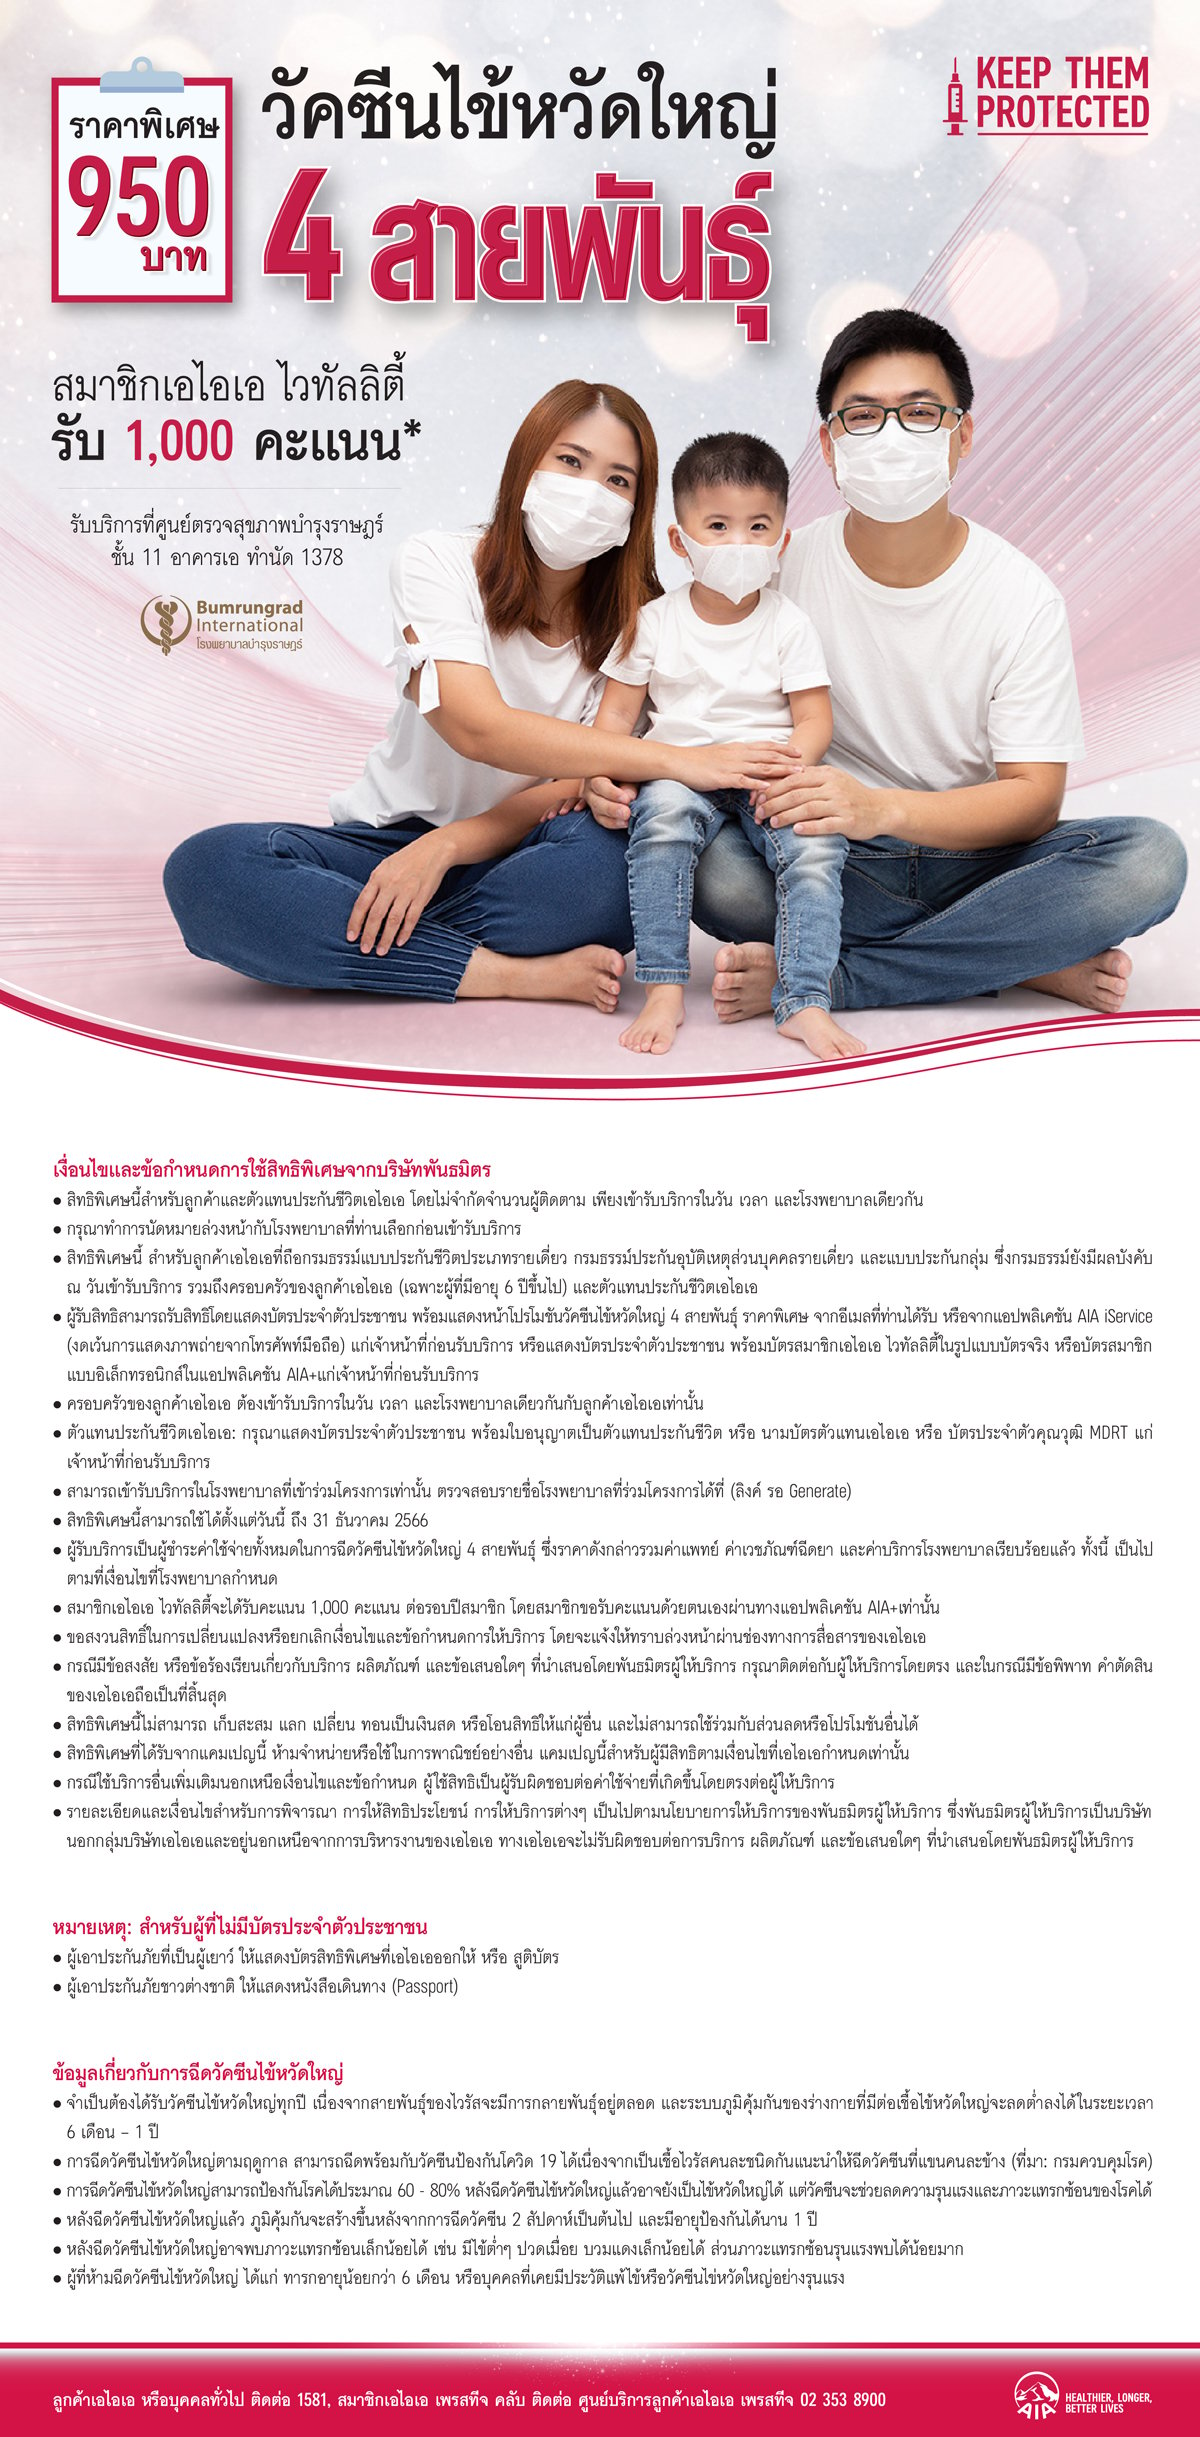 ราคาพิเศษ
950
บาท
วัคซีนไข้หวัดใหญ่
4 สายพันธุ์
KEEP THEM
PROTECTED
สมาชิกเอไอเอ ไวทัลลิตี้
รับ 1,000 คะแนน*
รับบริการที่ศูนย์ตรวจสุขภาพบำรุงราษฎร์
ชั้น 11 อาคารเอ ทำนัด 1378
Bumrungrad
International
โรงพยาบาลบำรุงราษฎร์
เงื่อนไขและข้อกำหนดการใช้สิทธิพิเศษจากบริษัทพันธมิตร
● สิทธิพิเศษนี้สำหรับลูกค้าและตัวแทนประกันชีวิตเอไอเอ โดยไม่จำกัดจำนวนผู้ติดตาม เพียงเข้ารับบริการในวัน เวลา และโรงพยาบาลเดียวกัน
● กรุณาทำการนัดหมายล่วงหน้ากับโรงพยาบาลที่ท่านเลือกก่อนเข้ารับบริการ
● สิทธิพิเศษนี้ สำหรับลูกค้าเอไอเอที่ถือกรมธรรม์แบบประกันชีวิตประเภทรายเดี่ยว กรมธรรม์ประกันอุบัติเหตุส่วนบุคคลรายเดี่ยว และแบบประกันกลุ่ม ซึ่งกรมธรรม์ยังมีผลบังคับ
ณ วันเข้ารับบริการ รวมถึงครอบครัวของลูกค้าเอไอเอ (เฉพาะผู้ที่มีอายุ 6 ปีขึ้นไป) และตัวแทนประกันชีวิตเอไอเอ
● ผู้รับสิทธิสามารถรับสิทธิโดยแสดงบัตรประจำตัวประชาชน พร้อมแสดงหน้าโปรโมชันวัคซีนไข้หวัดใหญ่ 4 สายพันธุ์ ราคาพิเศษ จากอีเมลที่ท่านได้รับ หรือจากแอปพลิเคชัน AIA iService
(งดเว้นการแสดงภาพถ่ายจากโทรศัพท์มือถือ) แก่เจ้าหน้าที่ก่อนรับบริการ หรือแสดงบัตรประจำตัวประชาชน พร้อมบัตรสมาชิกเอไอเอ ไวทัลลิตี้ในรูปแบบบัตรจริง หรือบัตรสมาชิก
แบบอิเล็กทรอนิกส์ในแอปพลิเคชัน AIA+แก่เจ้าหน้าที่ก่อนรับบริการ
● ครอบครัวของลูกค้าเอไอเอ ต้องเข้ารับบริการในวัน เวลา และโรงพยาบาลเดียวกันกับลูกค้าเอไอเอเท่านั้น
● ตัวแทนประกันชีวิตเอไอเอ: กรุณาแสดงบัตรประจำตัวประชาชน พร้อมใบอนุญาตเป็นตัวแทนประกันชีวิต หรือ นามบัตรตัวแทนเอไอเอ หรือ บัตรประจำตัวคุณวุฒิ MDRT แก่
เจ้าหน้าที่ก่อนรับบริการ
● สามารถเข้ารับบริการในโรงพยาบาลที่เข้าร่วมโครงการเท่านั้น ตรวจสอบรายชื่อโรงพยาบาลที่ร่วมโครงการได้ที่ (ลิงค์ รอ Generate)
● สิทธิพิเศษนี้สามารถใช้ได้ตั้งแต่วันนี้ ถึง 31 ธันวาคม 2566
● ผู้รับบริการเป็นผู้ชำระค่าใช้จ่ายทั้งหมดในการฉีดวัคซีนไข้หวัดใหญ่ 4 สายพันธุ์ ซึ่งราคาดังกล่าวรวมค่าแพทย์ ค่าเวชภัณฑ์ฉีดยา และค่าบริการโรงพยาบาลเรียบร้อยแล้ว ทั้งนี้ เป็นไป
ตามที่เงื่อนไขที่โรงพยาบาลกำหนด
● สมาชิกเอไอเอ ไวทัลลิตี้จะได้รับคะแนน 1,000 คะแนน ต่อรอบปีสมาชิก โดยสมาชิกขอรับคะแนนด้วยตนเองผ่านทางแอปพลิเคชัน AIA+เท่านั้น
● ขอสงวนสิทธิ์ในการเปลี่ยนแปลงหรือยกเลิกเงื่อนไขและข้อกำหนดการให้บริการ โดยจะแจ้งให้ทราบล่วงหน้าผ่านช่องทางการสื่อสารของเอไอเอ
● กรณีมีข้อสงสัย หรือข้อร้องเรียนเกี่ยวกับบริการ ผลิตภัณฑ์ และข้อเสนอใดๆ ที่นำเสนอโดยพันธมิตรผู้ให้บริการ กรุณาติดต่อกับผู้ให้บริการโดยตรง และในกรณีมีข้อพิพาท คำตัดสิน
ของเอไอเอถือเป็นที่สิ้นสุด
● สิทธิพิเศษนี้ไม่สามารถ เก็บสะสม แลก เปลี่ยน ทอนเป็นเงินสด หรือโอนสิทธิให้แก่ผู้อื่น และไม่สามารถใช้ร่วมกับส่วนลดหรือโปรโมชันอื่นได้
● สิทธิพิเศษที่ได้รับจากแคมเปญนี้ ห้ามจำหน่ายหรือใช้ในการพาณิชย์อย่างอื่น แคมเปญนี้สำหรับผู้มีสิทธิตามเงื่อนไขที่เอไอเอกำหนดเท่านั้น
● กรณีใช้บริการอื่นเพิ่มเติมนอกเหนือเงื่อนไขและข้อกำหนด ผู้ใช้สิทธิเป็นผู้รับผิดชอบต่อค่าใช้จ่ายที่เกิดขึ้นโดยตรงต่อผู้ให้บริการ
● รายละเอียดและเงื่อนไขสำหรับการพิจารณา การให้สิทธิประโยชน์ การให้บริการต่างๆ เป็นไปตามนโยบายการให้บริการของพันธมิตรผู้ให้บริการ ซึ่งพันธมิตรผู้ให้บริการเป็นบริษัท
นอกกลุ่มบริษัทเอไอเอและอยู่นอกเหนือจากการบริหารงานของเอไอเอ ทางเอไอเอจะไม่รับผิดชอบต่อการบริการ ผลิตภัณฑ์ และข้อเสนอใดๆ ที่นำเสนอโดยพันธมิตรผู้ให้บริการ
หมายเหตุ: สำหรับผู้ที่ไม่มีบัตรประจำตัวประชาชน
● ผู้เอาประกันภัยที่เป็นผู้เยาว์ ให้แสดงบัตรสิทธิพิเศษที่เอไอเอออกให้ หรือ สูติบัตร
● ผู้เอาประกันภัยชาวต่างชาติ ให้แสดงหนังสือเดินทาง (Passport)
ข้อมูลเกี่ยวกับการฉีดวัคซีนไข้หวัดใหญ่
● จำเป็นต้องได้รับวัคซีนไข้หวัดใหญ่ทุกปี เนื่องจากสายพันธุ์ของไวรัสจะมีการกลายพันธุ์อยู่ตลอด และระบบภูมิคุ้มกันของร่างกายที่มีต่อเชื้อไข้หวัดใหญ่จะลดต่ำลงได้ในระยะเวลา
6 เดือน – 1 ปี
● การฉีดวัคซีนไข้หวัดใหญ่ตามฤดูกาล สามารถฉีดพร้อมกับวัคซีนป้องกันโควิด 19 ได้เนื่องจากเป็นเชื้อไวรัสคนละชนิดกันแนะนำให้ฉีดวัคซีนที่แขนคนละข้าง (ที่มา: กรมควบคุมโรค)
● การฉีดวัคซีนไข้หวัดใหญ่สามารถป้องกันโรคได้ประมาณ 60 - 80% หลังฉีดวัคซีนไข้หวัดใหญ่แล้วอาจยังเป็นไข้หวัดใหญ่ได้ แต่วัคซีนจะช่วยลดความรุนแรงและภาวะแทรกซ้อนของโรคได้
● หลังฉีดวัคซีนไข้หวัดใหญ่แล้ว ภูมิคุ้มกันจะสร้างขึ้นหลังจากการฉีดวัคซีน 2 สัปดาห์เป็นต้นไป และมีอายุป้องกันได้นาน 1 ปี
● หลังฉีดวัคซีนไข้หวัดใหญ่อาจพบภาวะแทรกซ้อนเล็กน้อยได้ เช่น มีไข้ต่ำๆ ปวดเมื่อย บวมแดงเล็กน้อยได้ ส่วนภาวะแทรกซ้อนรุนแรงพบได้น้อยมาก
● ผู้ที่ห้ามฉีดวัคซีนไข้หวัดใหญ่ ได้แก่ ทารกอายุน้อยกว่า 6 เดือน หรือบุคคลที่เคยมีประวัติแพ้ไข้หรือวัคซีนไข่หวัดใหญ่อย่างรุนแรง
ลูกค้าเอไอเอ หรือบุคคลทั่วไป ติดต่อ 1581, สมาชิกเอไอเอ เพรสทีจ คลับ ติดต่อ ศูนย์บริการลูกค้าเอไอเอ เพรสทีจ 02 353 8900
AIA
HEALTHIER, LONGER,
BETTER LIVES